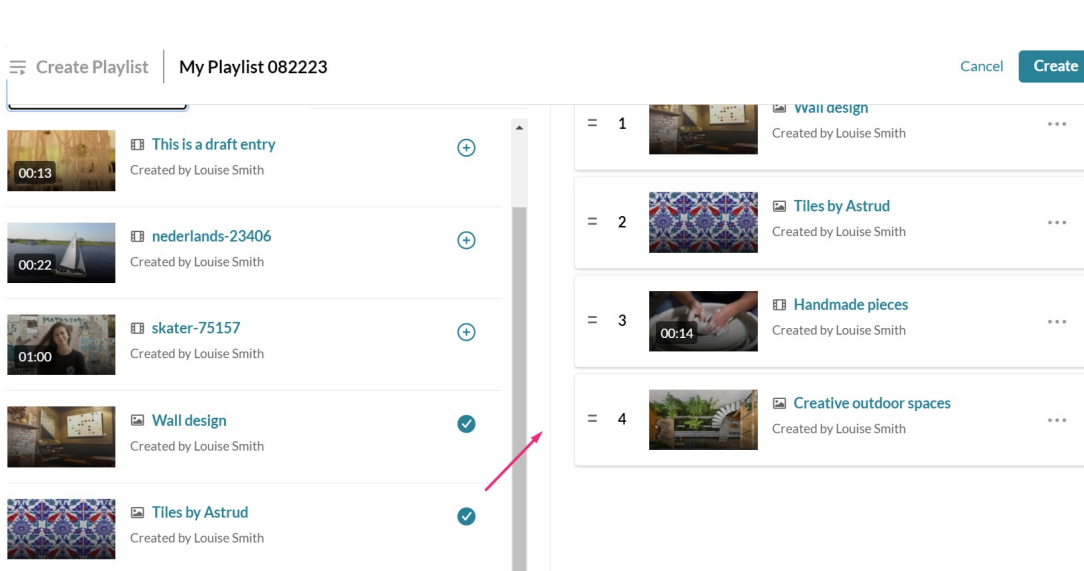 Create Playlist
My Playlist 082223
Cancel
Create
This is a draft entry
Created by Louise Smith
00:13
nederlands-23406
Created by Louise Smith
00:22
skater-75157
Created by Louise Smith
01:00
Wall design
Created by Louise Smith
Tiles by Astrud
Created by Louise Smith
1
Wall design
Created by Louise Smith
2
Tiles by Astrud
Created by Louise Smith
3
00:14
Handmade pieces
Created by Louise Smith
4
Creative outdoor spaces
Created by Louise Smith